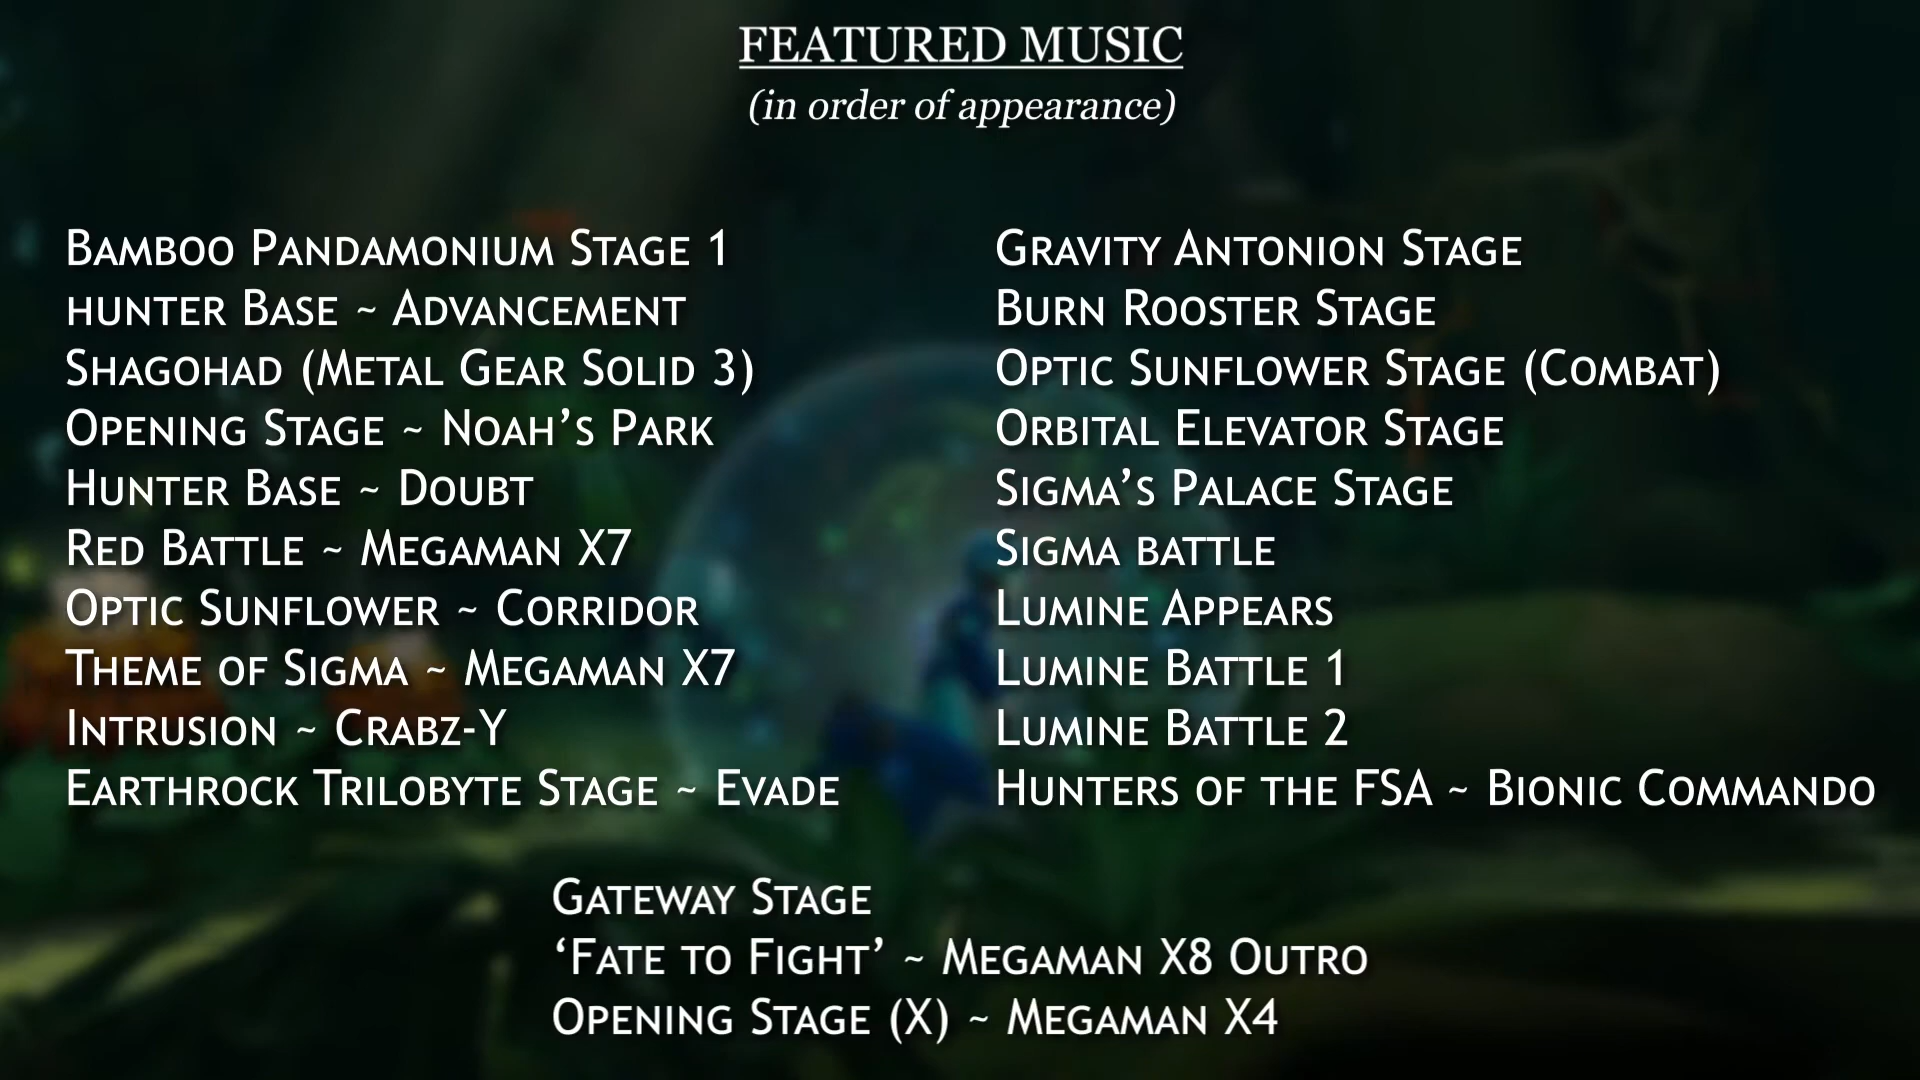 FEATURED MUSIC
(in order of appearance)
Bamboo Pandamonium Stage 1
hunter Base ~ Advancement
Shagohad (Metal Gear Solid 3)
Opening Stage ~ Noah’s Park
Hunter Base ~ Doubt
Red Battle ~ Megaman X7
Optic Sunflower ~ Corridor
Theme of Sigma ~ Megaman X7
Intrusion ~ Crabz-Y
Earthrock Trilobyte Stage ~ Evade
Gravity Antonion Stage
Burn Rooster Stage
Optic Sunflower Stage (Combat)
Orbital Elevator Stage
Sigma’s Palace Stage
Sigma battle
Lumine Appears
Lumine Battle 1
Lumine Battle 2
Hunters of the FSA ~ Bionic Commando
Gateway Stage
‘Fate to Fight’ ~ Megaman X8 Outro
Opening Stage (X) ~ Megaman X4